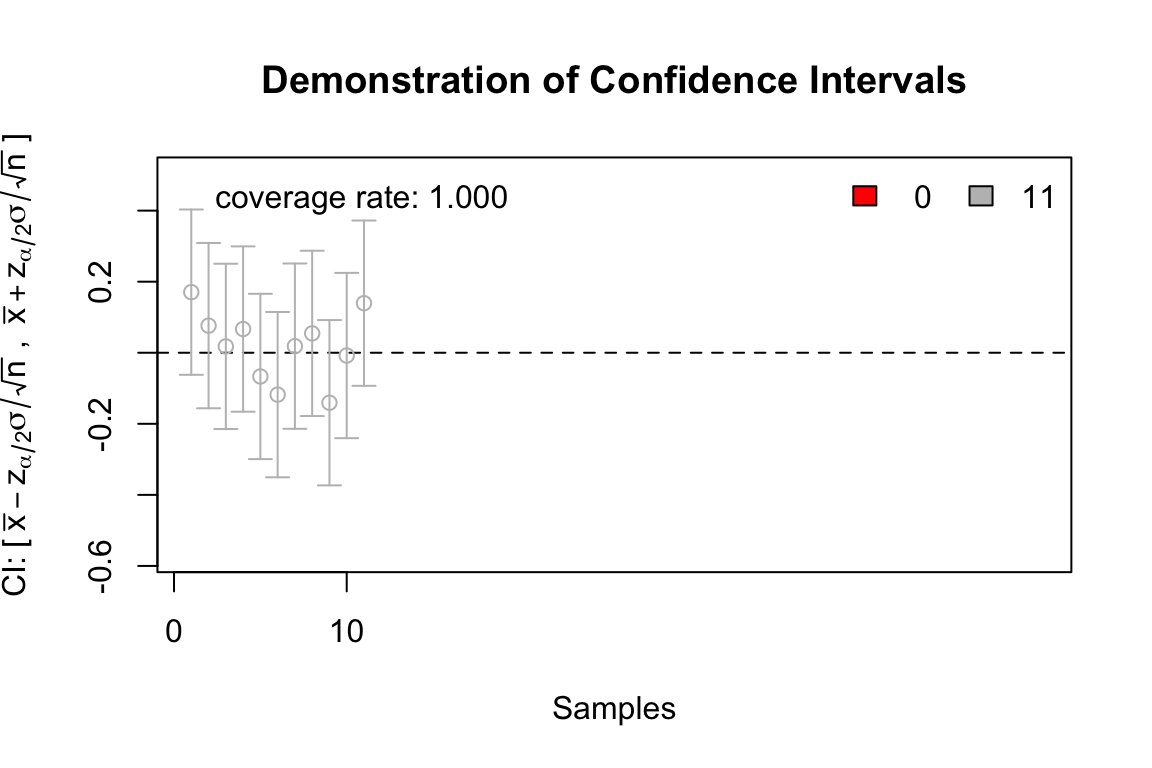 Demonstration of Confidence Intervals
coverage rate: 1.000
0
11
CI: [ x̅ − zα/2σ/√n , x̅ + zα/2σ/√n ]
0.2
-0.2
-0.6
0
10
Samples